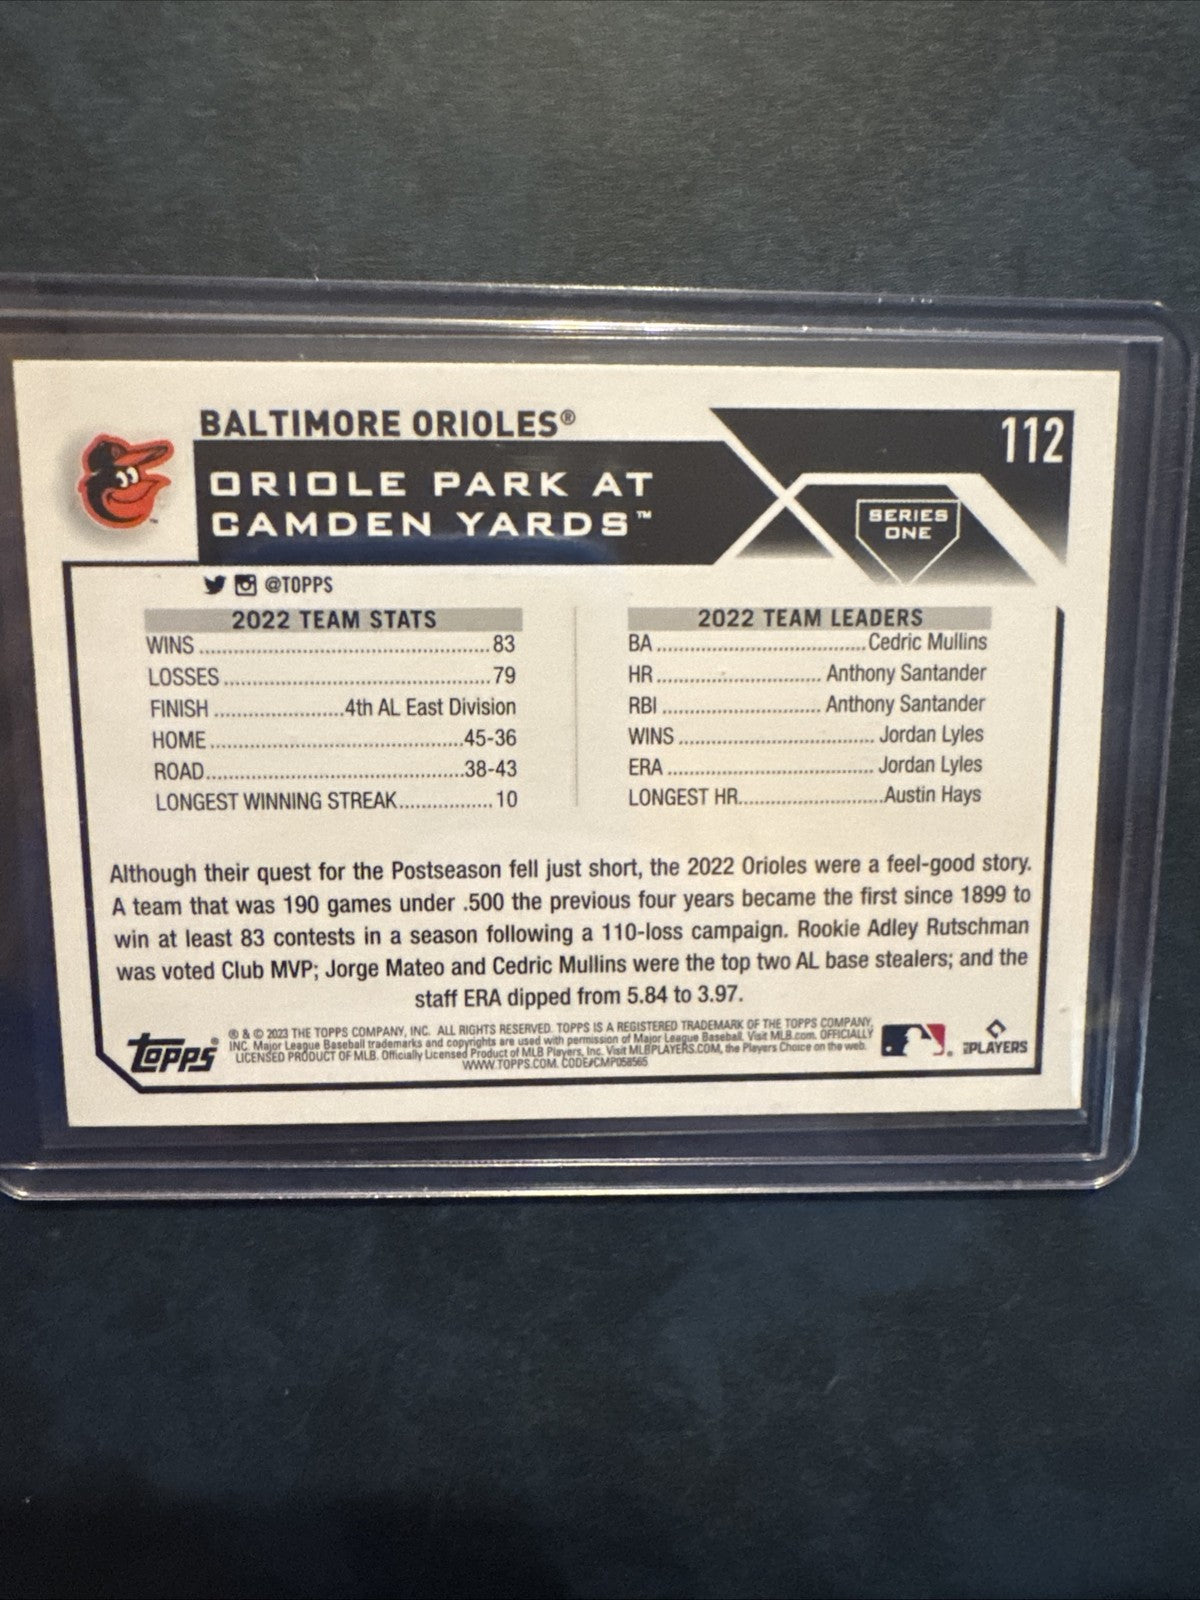 BALTIMORE ORIOLES®
112
ORIOLE PARK AT
CAMDEN YARDS™
SERIES
ONE
@TOPPS
2022 TEAM STATS
WINS ........ 83
LOSSES ........ 79
FINISH ........ 4th AL East Division
HOME ........ 45-36
ROAD ........ 38-43
LONGEST WINNING STREAK ........ 10
2022 TEAM LEADERS
BA ........ Cedric Mullins
HR ........ Anthony Santander
RBI ........ Anthony Santander
WINS ........ Jordan Lyles
ERA ........ Jordan Lyles
LONGEST HR ........ Austin Hays
Although their quest for the Postseason fell just short, the 2022 Orioles were a feel-good story.
A team that was 190 games under .500 the previous four years became the first since 1899 to
win at least 83 contests in a season following a 110-loss campaign. Rookie Adley Rutschman
was voted Club MVP; Jorge Mateo and Cedric Mullins were the top two AL base stealers; and the
staff ERA dipped from 5.84 to 3.97.
Topps®
® & © 2023 THE TOPPS COMPANY, INC. ALL RIGHTS RESERVED. TOPPS IS A REGISTERED TRADEMARK OF THE TOPPS COMPANY,
INC. Major League Baseball trademarks and copyrights are used with permission of Major League Baseball. Visit MLB.com. OFFICIALLY
LICENSED PRODUCT OF MLB. Officially Licensed Product of MLB Players, Inc. Visit MLBPLAYERS.COM, the Players Choice on the web.
WWW.TOPPS.COM. CODE#CMP058565
PLAYERS